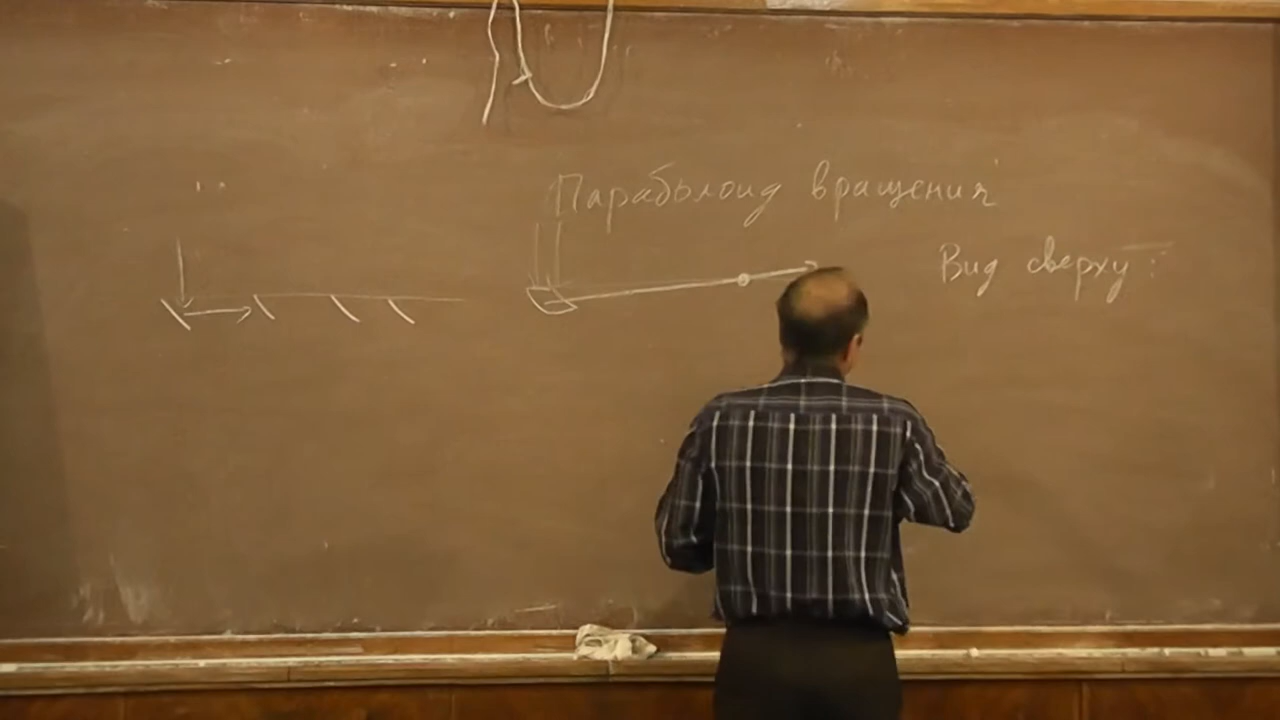 Параболоид вращения
Вид сверху: